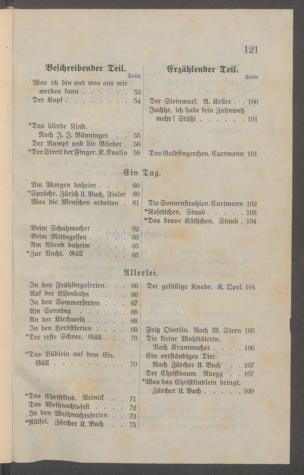 121
Beschreibender Teil.
Seite
Was ich bin und was aus mir
werden kann . . . . . . . 53
Der Kopf . . . . . . . . . 54
*Das blinde Kind.
Nach J. J. Bänninger . . 55
Der Rumpf und die Glieder . 56
*Der Streit der Finger. K. Enslin 59
Erzählender Teil.
Seite
Der Steinwurf. A. Keller . . 100
Juchhe, ich habe kein Zahnweh
mehr! Stüßi . . . . . . 101
Das Goldfingerchen. Curtmann 101
Ein Tag.
Am Morgen daheim . . . . . 60
*Sprüche. Zürich II. Buch, Fisler 60
Was die Menschen arbeiten . 61
Beim Schuhmacher . . . . 62
Beim Mittagessen . . . . . 63
Am Abend daheim . . . . . 65
*Zur Nacht. Güll . . . . . 65
Die Sonnenstrahlen. Curtmann 102
*Rosettchen. Staub . . . . . 103
*Das brave Käthchen. Staub . 104
Allerlei.
In den Frühlingsferien . . . 66
Auf der Eisenbahn . . . . . 66
In den Sommerferien . . . . 67
Am Sonntag . . . . . . . 68
An der Kirchweih . . . . . 68
In den Herbstferien . . . . 69
*Der erste Schnee. Güll . . . 70
*Das Büblein auf dem Eis.
Güll . . . . . . . . . 70
*Das Christkind. Reinick . . . 71
Das Weihnachtsfest . . . . 72
In den Weihnachtsferien . . . 73
*Rätsel. Zürcher II. Buch . . 75
Der gefällige Knabe. K. Opel 104
Fritz Oberlin. Nach W. Stern 105
Die kleine Wohltäterin.
Nach Krummacher . . . . 106
Ein verständiges Tier.
Nach Zürcher II. Buch . . 107
Der Christbaum. . . . 107
*Was das Christkindlein bringt.
Zürcher II. Buch . . . . 109